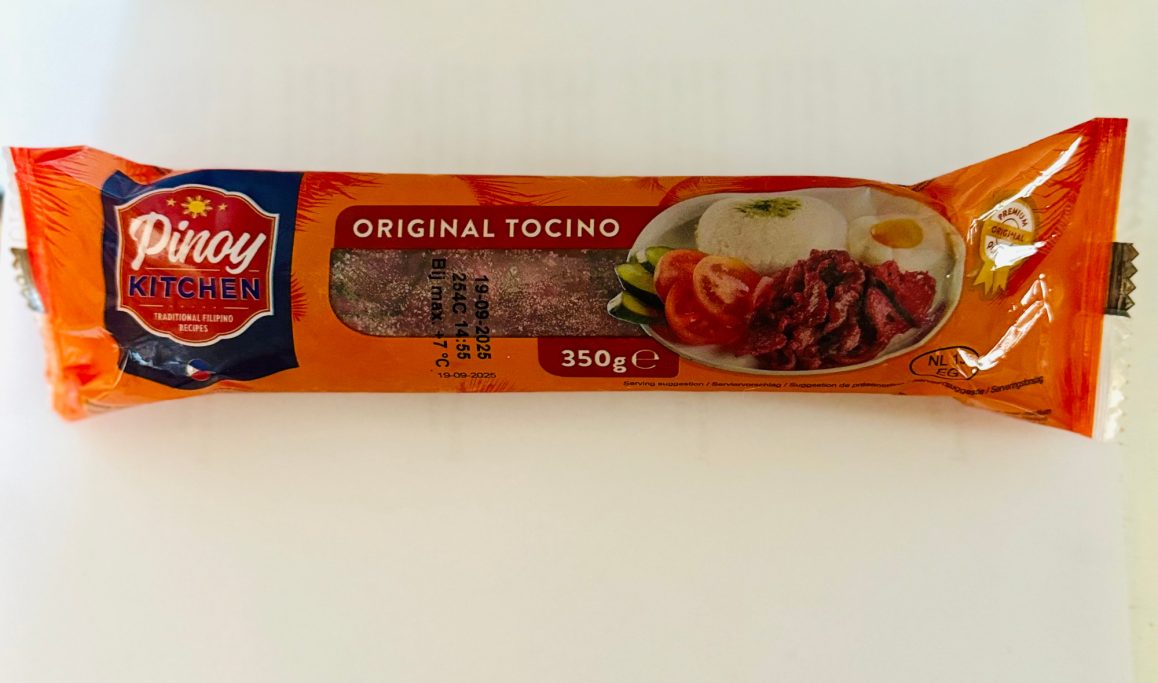 Pinoy
KITCHEN
TRADITIONAL FILIPINO
RECIPES
ORIGINAL TOCINO
19-09-2025
254C 14:55
Bij max +7 °C
19-09-2025
350g ℮
PREMIUM
ORIGINAL
NL
EG
Serving suggestion / Serviervorschlag / Suggestion de présentation